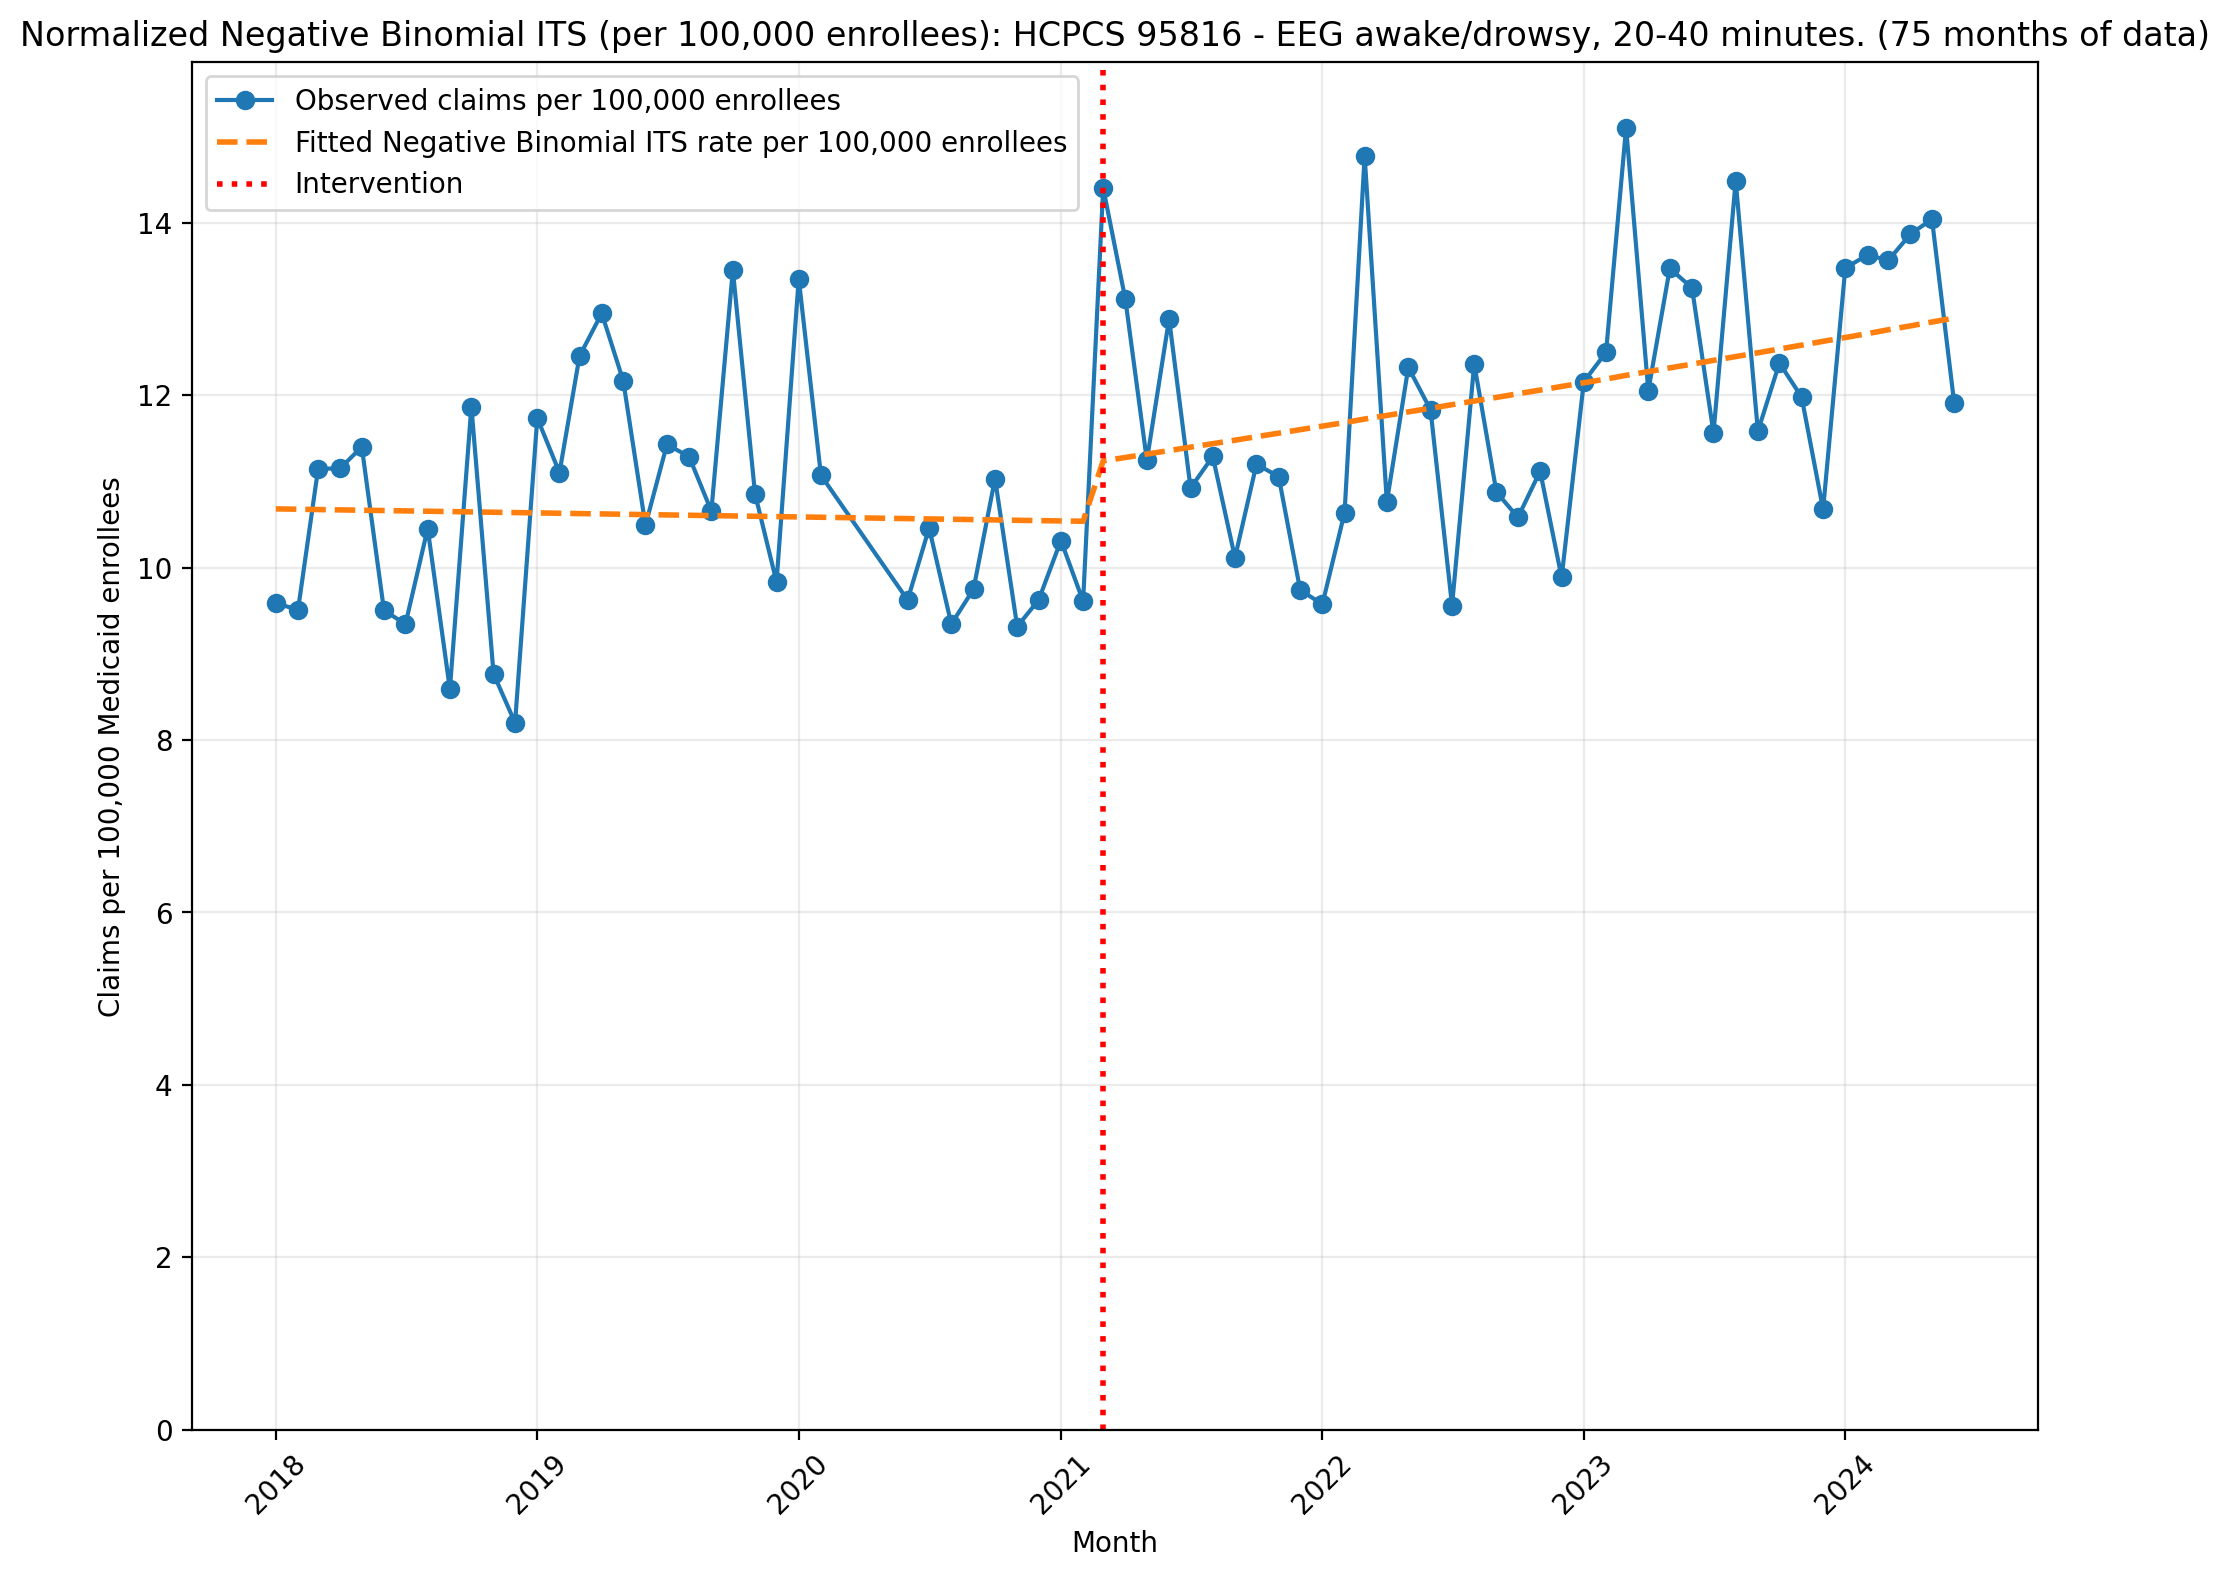 Normalized Negative Binomial ITS (per 100,000 enrollees): HCPCS 95816 - EEG awake/drowsy, 20-40 minutes. (75 months of data)
Observed claims per 100,000 enrollees
Fitted Negative Binomial ITS rate per 100,000 enrollees
Intervention
Claims per 100,000 Medicaid enrollees
14
12
10
8
6
4
2
0
2018
2019
2020
2021
2022
2023
2024
Month